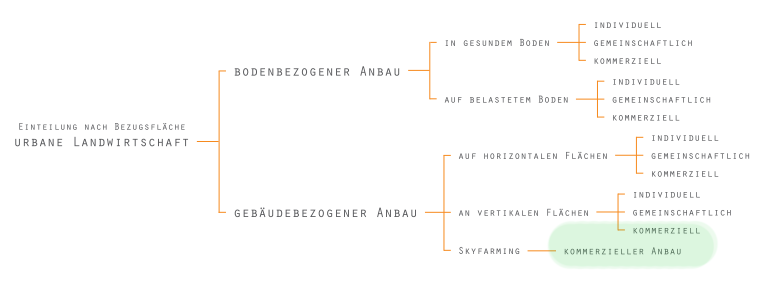 Einteilung nach Bezugsfläche
urbane Landwirtschaft
bodenbezogener Anbau
in gesundem Boden
individuell
gemeinschaftlich
kommerziell
auf belastetem Boden
individuell
gemeinschaftlich
kommerziell
gebäudebezogener Anbau
auf horizontalen Flächen
individuell
gemeinschaftlich
kommerziell
an vertikalen Flächen
individuell
gemeinschaftlich
kommerziell
Skyfarming
kommerzieller Anbau